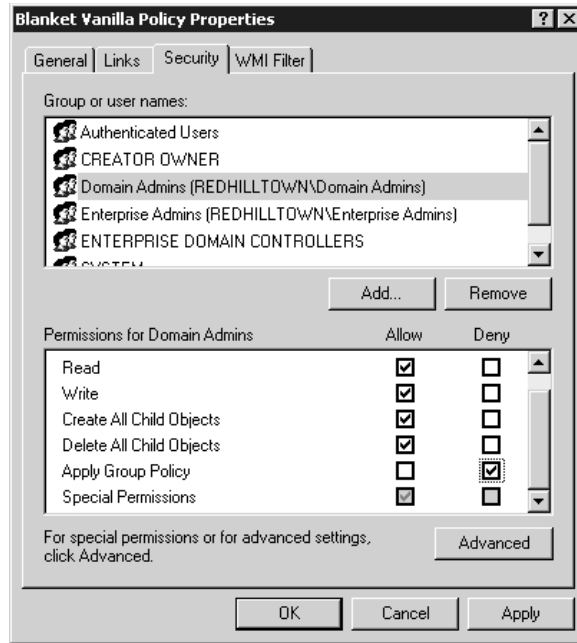 Blanket Vanilla Policy Properties
General Links Security WMI Filter
Group or user names:
Authenticated Users
CREATOR OWNER
Domain Admins (REDHILLTOWN\Domain Admins)
Enterprise Admins (REDHILLTOWN\Enterprise Admins)
ENTERPRISE DOMAIN CONTROLLERS
SYSTEM
Add... Remove
Permissions for Domain Admins Allow Deny
Read
Write
Create All Child Objects
Delete All Child Objects
Apply Group Policy
Special Permissions
For special permissions or for advanced settings,
click Advanced.
Advanced
OK Cancel Apply